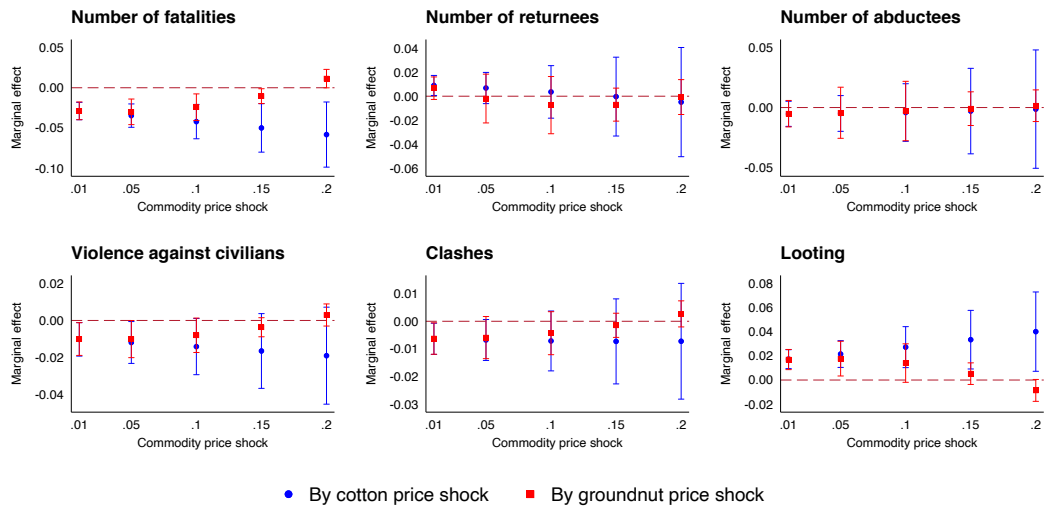 Number of fatalities
Number of returnees
Number of abductees
Marginal effect
0.05
0.00
-0.05
-0.10
.01 .05 .1 .15 .2
Commodity price shock
Marginal effect
0.04
0.02
0.00
-0.02
-0.04
-0.06
.01 .05 .1 .15 .2
Commodity price shock
Marginal effect
0.05
0.00
-0.05
.01 .05 .1 .15 .2
Commodity price shock
Violence against civilians
Clashes
Looting
Marginal effect
0.02
0.00
-0.02
-0.04
.01 .05 .1 .15 .2
Commodity price shock
Marginal effect
0.01
0.00
-0.01
-0.02
-0.03
.01 .05 .1 .15 .2
Commodity price shock
Marginal effect
0.08
0.06
0.04
0.02
0.00
-0.02
.01 .05 .1 .15 .2
Commodity price shock
By cotton price shock
By groundnut price shock